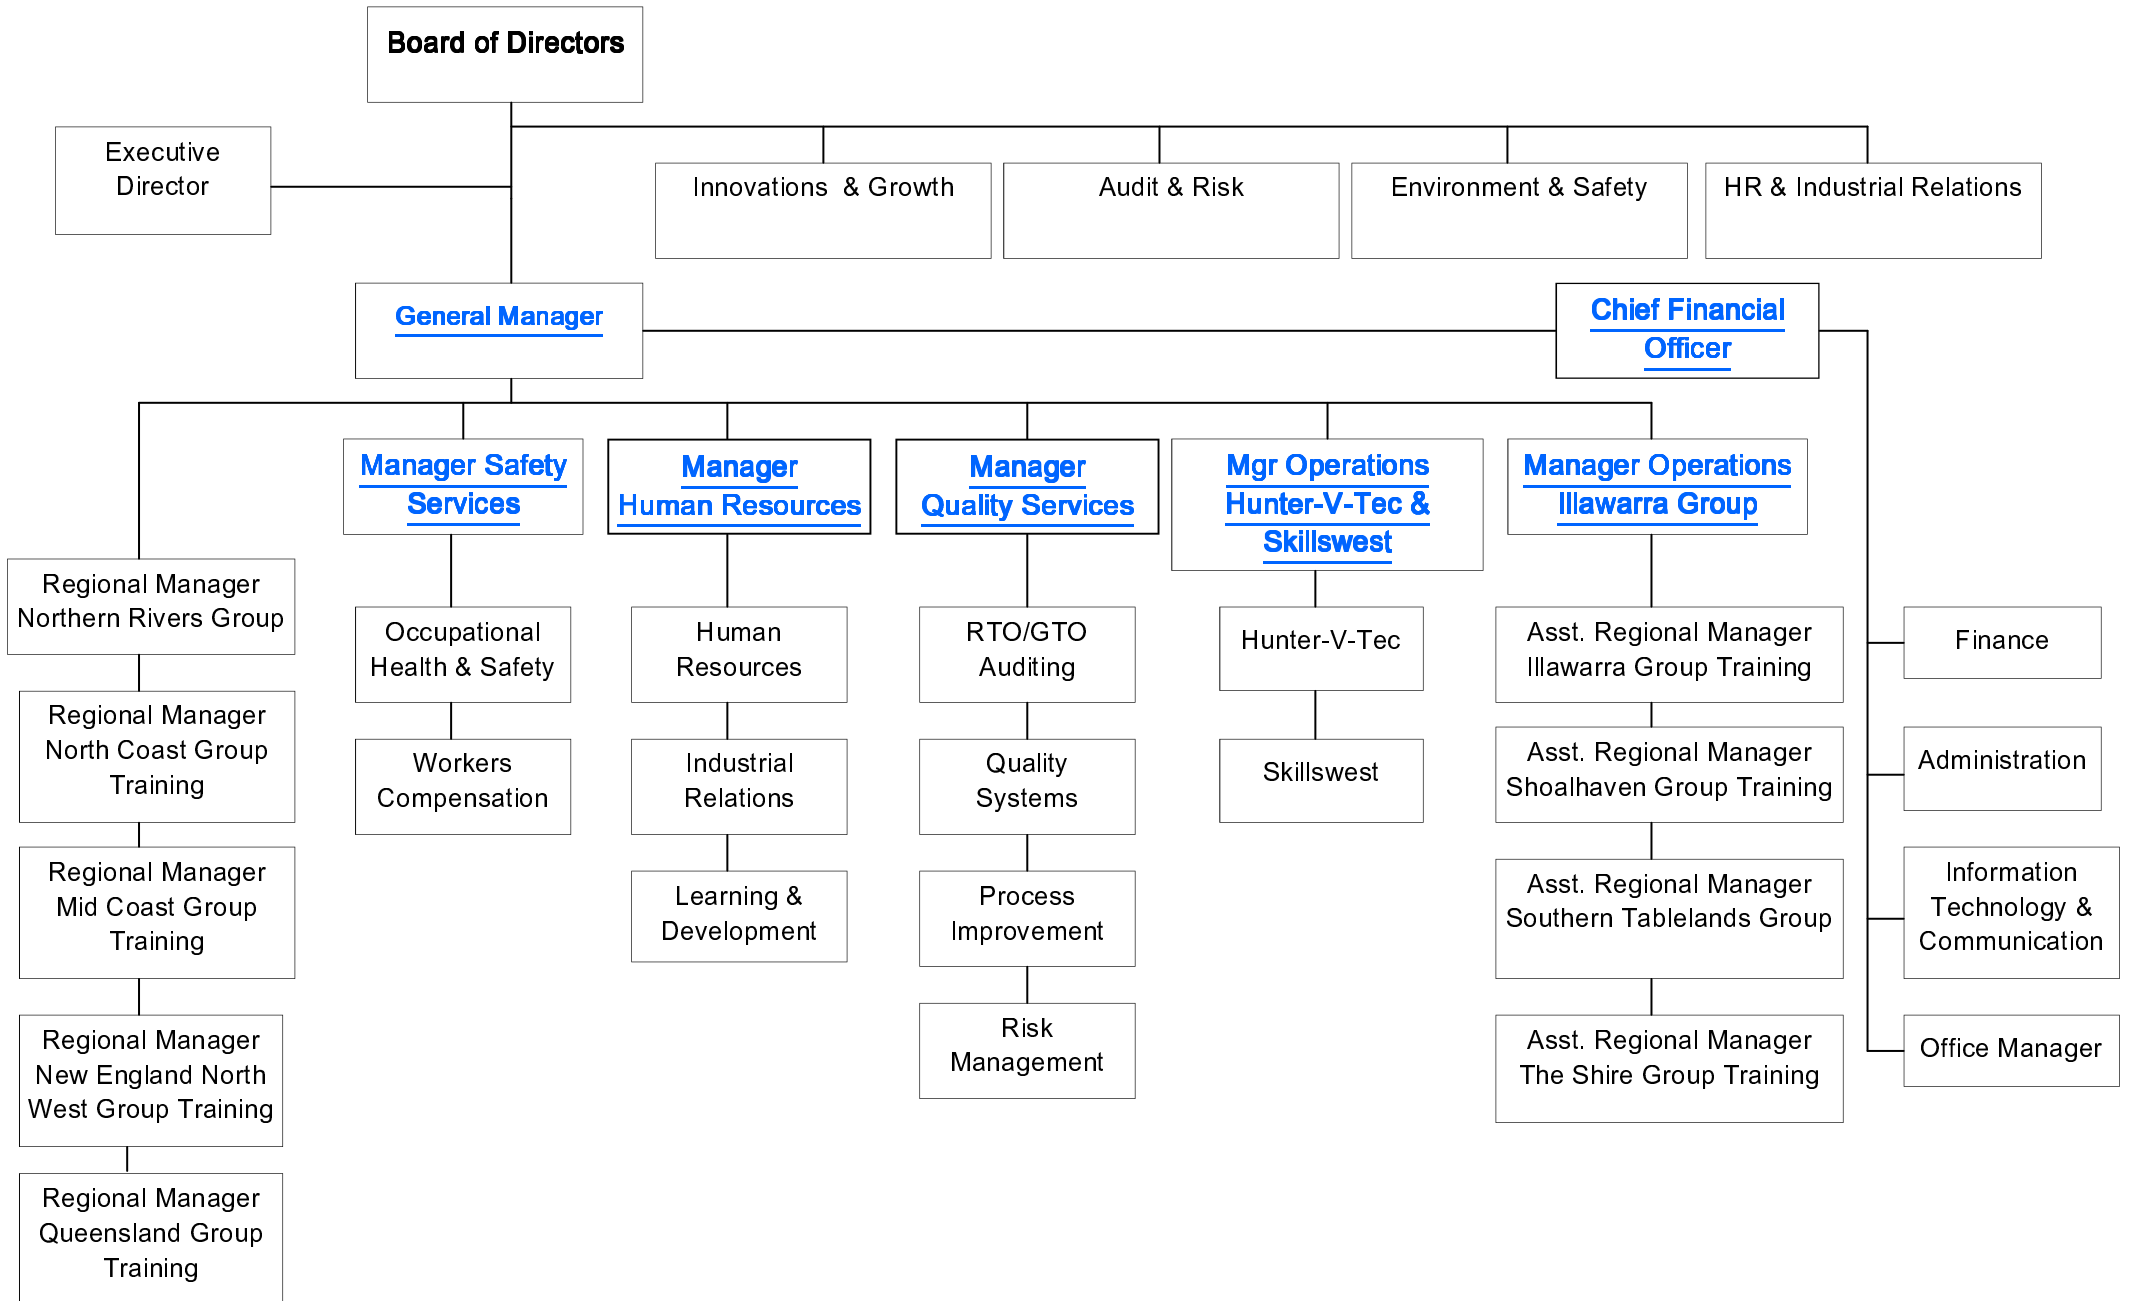 Board of Directors
Executive
Director
Innovations & Growth
Audit & Risk
Environment & Safety
HR & Industrial Relations
General Manager
Chief Financial
Officer
Manager Safety
Services
Manager
Human Resources
Manager
Quality Services
Mgr Operations
Hunter-V-Tec &
Skillswest
Manager Operations
Illawarra Group
Regional Manager
Northern Rivers Group
Regional Manager
North Coast Group
Training
Regional Manager
Mid Coast Group
Training
Regional Manager
New England North
West Group Training
Regional Manager
Queensland Group
Training
Occupational
Health & Safety
Workers
Compensation
Human
Resources
Industrial
Relations
Learning &
Development
RTO/GTO
Auditing
Quality
Systems
Process
Improvement
Risk
Management
Hunter-V-Tec
Skillswest
Asst. Regional Manager
Illawarra Group Training
Asst. Regional Manager
Shoalhaven Group Training
Asst. Regional Manager
Southern Tablelands Group
Asst. Regional Manager
The Shire Group Training
Finance
Administration
Information
Technology &
Communication
Office Manager